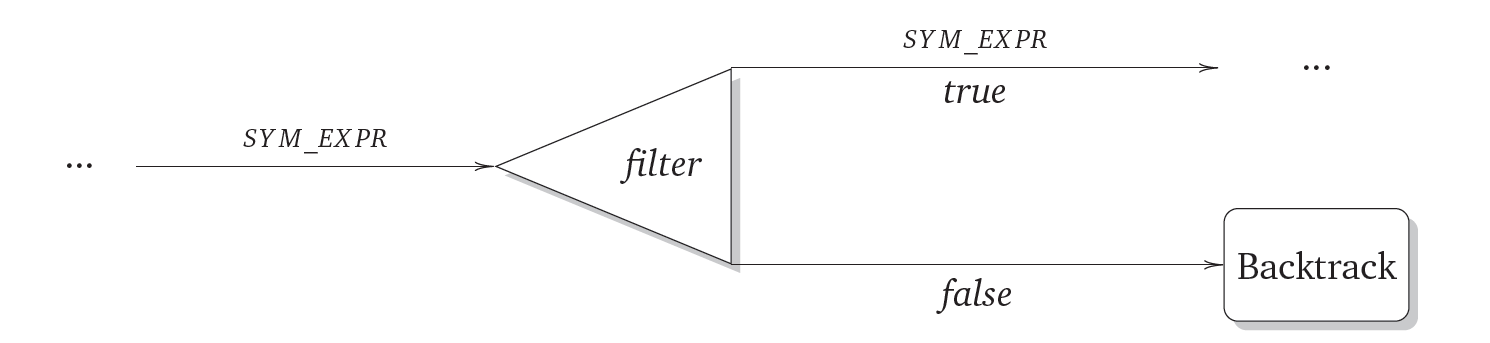 SYM_EXPR
true
...
SYM_EXPR
...
filter
false
Backtrack